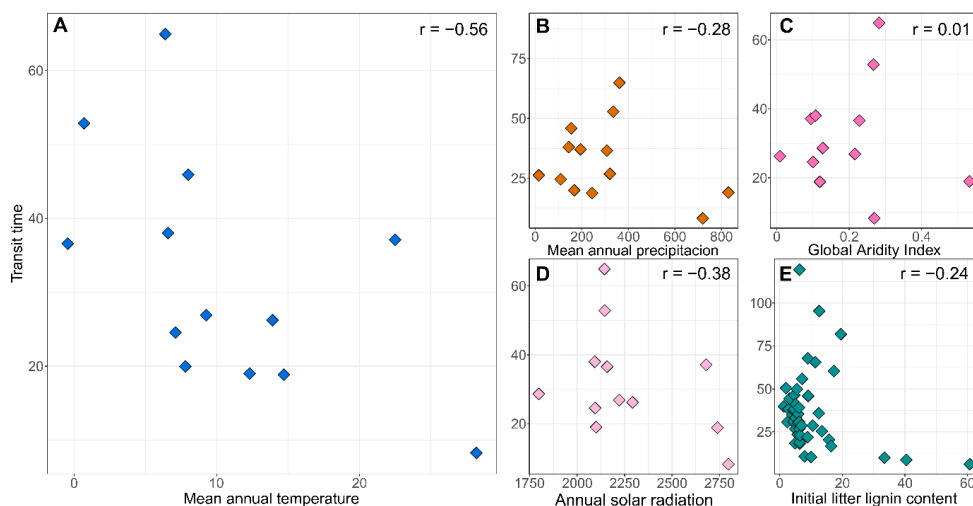 A
r = −0.56
Transit time
60
40
20
0
10
20
Mean annual temperature
B
r = −0.28
75
50
25
0
200
400
600
800
Mean annual precipitacion
C
r = 0.01
60
40
20
0
0.2
0.4
Global Aridity Index
D
r = −0.38
60
40
20
1750
2000
2250
2500
2750
Annual solar radiation
E
r = −0.24
100
75
50
25
0
20
40
60
Initial litter lignin content